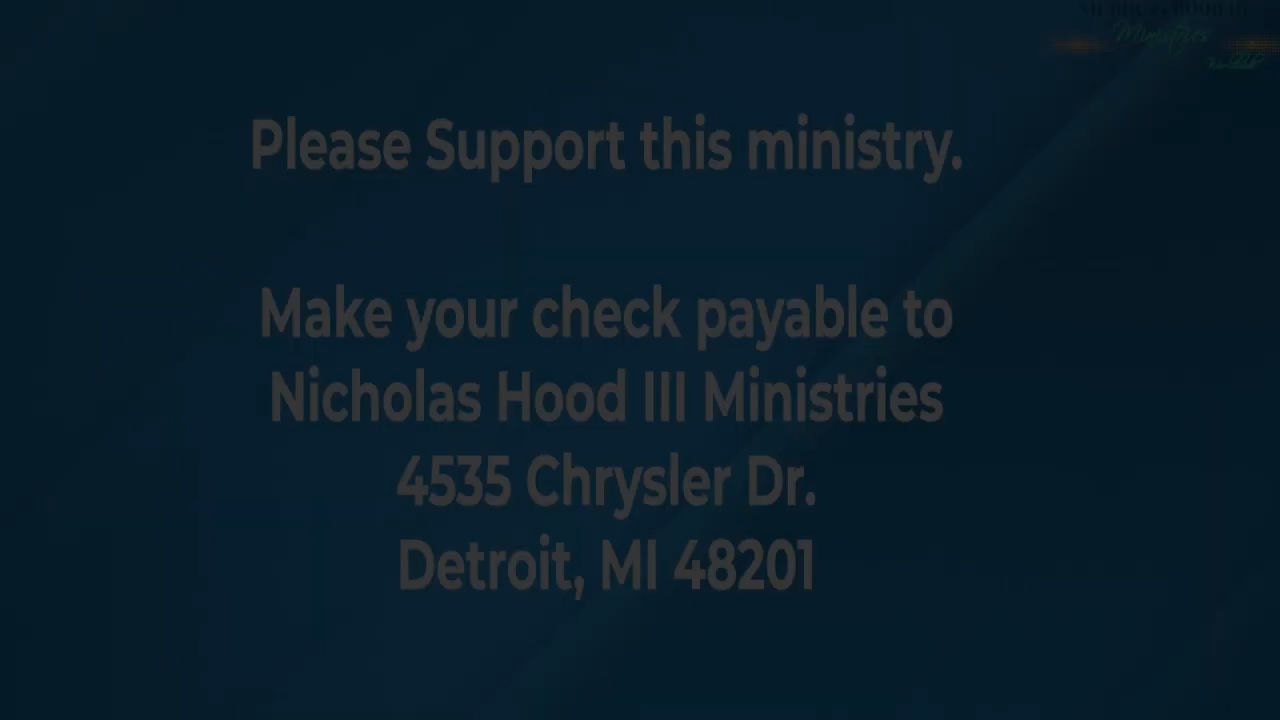 Ministries
Please Support this ministry.
Make your check payable to
Nicholas Hood III Ministries
4535 Chrysler Dr.
Detroit, MI 48201